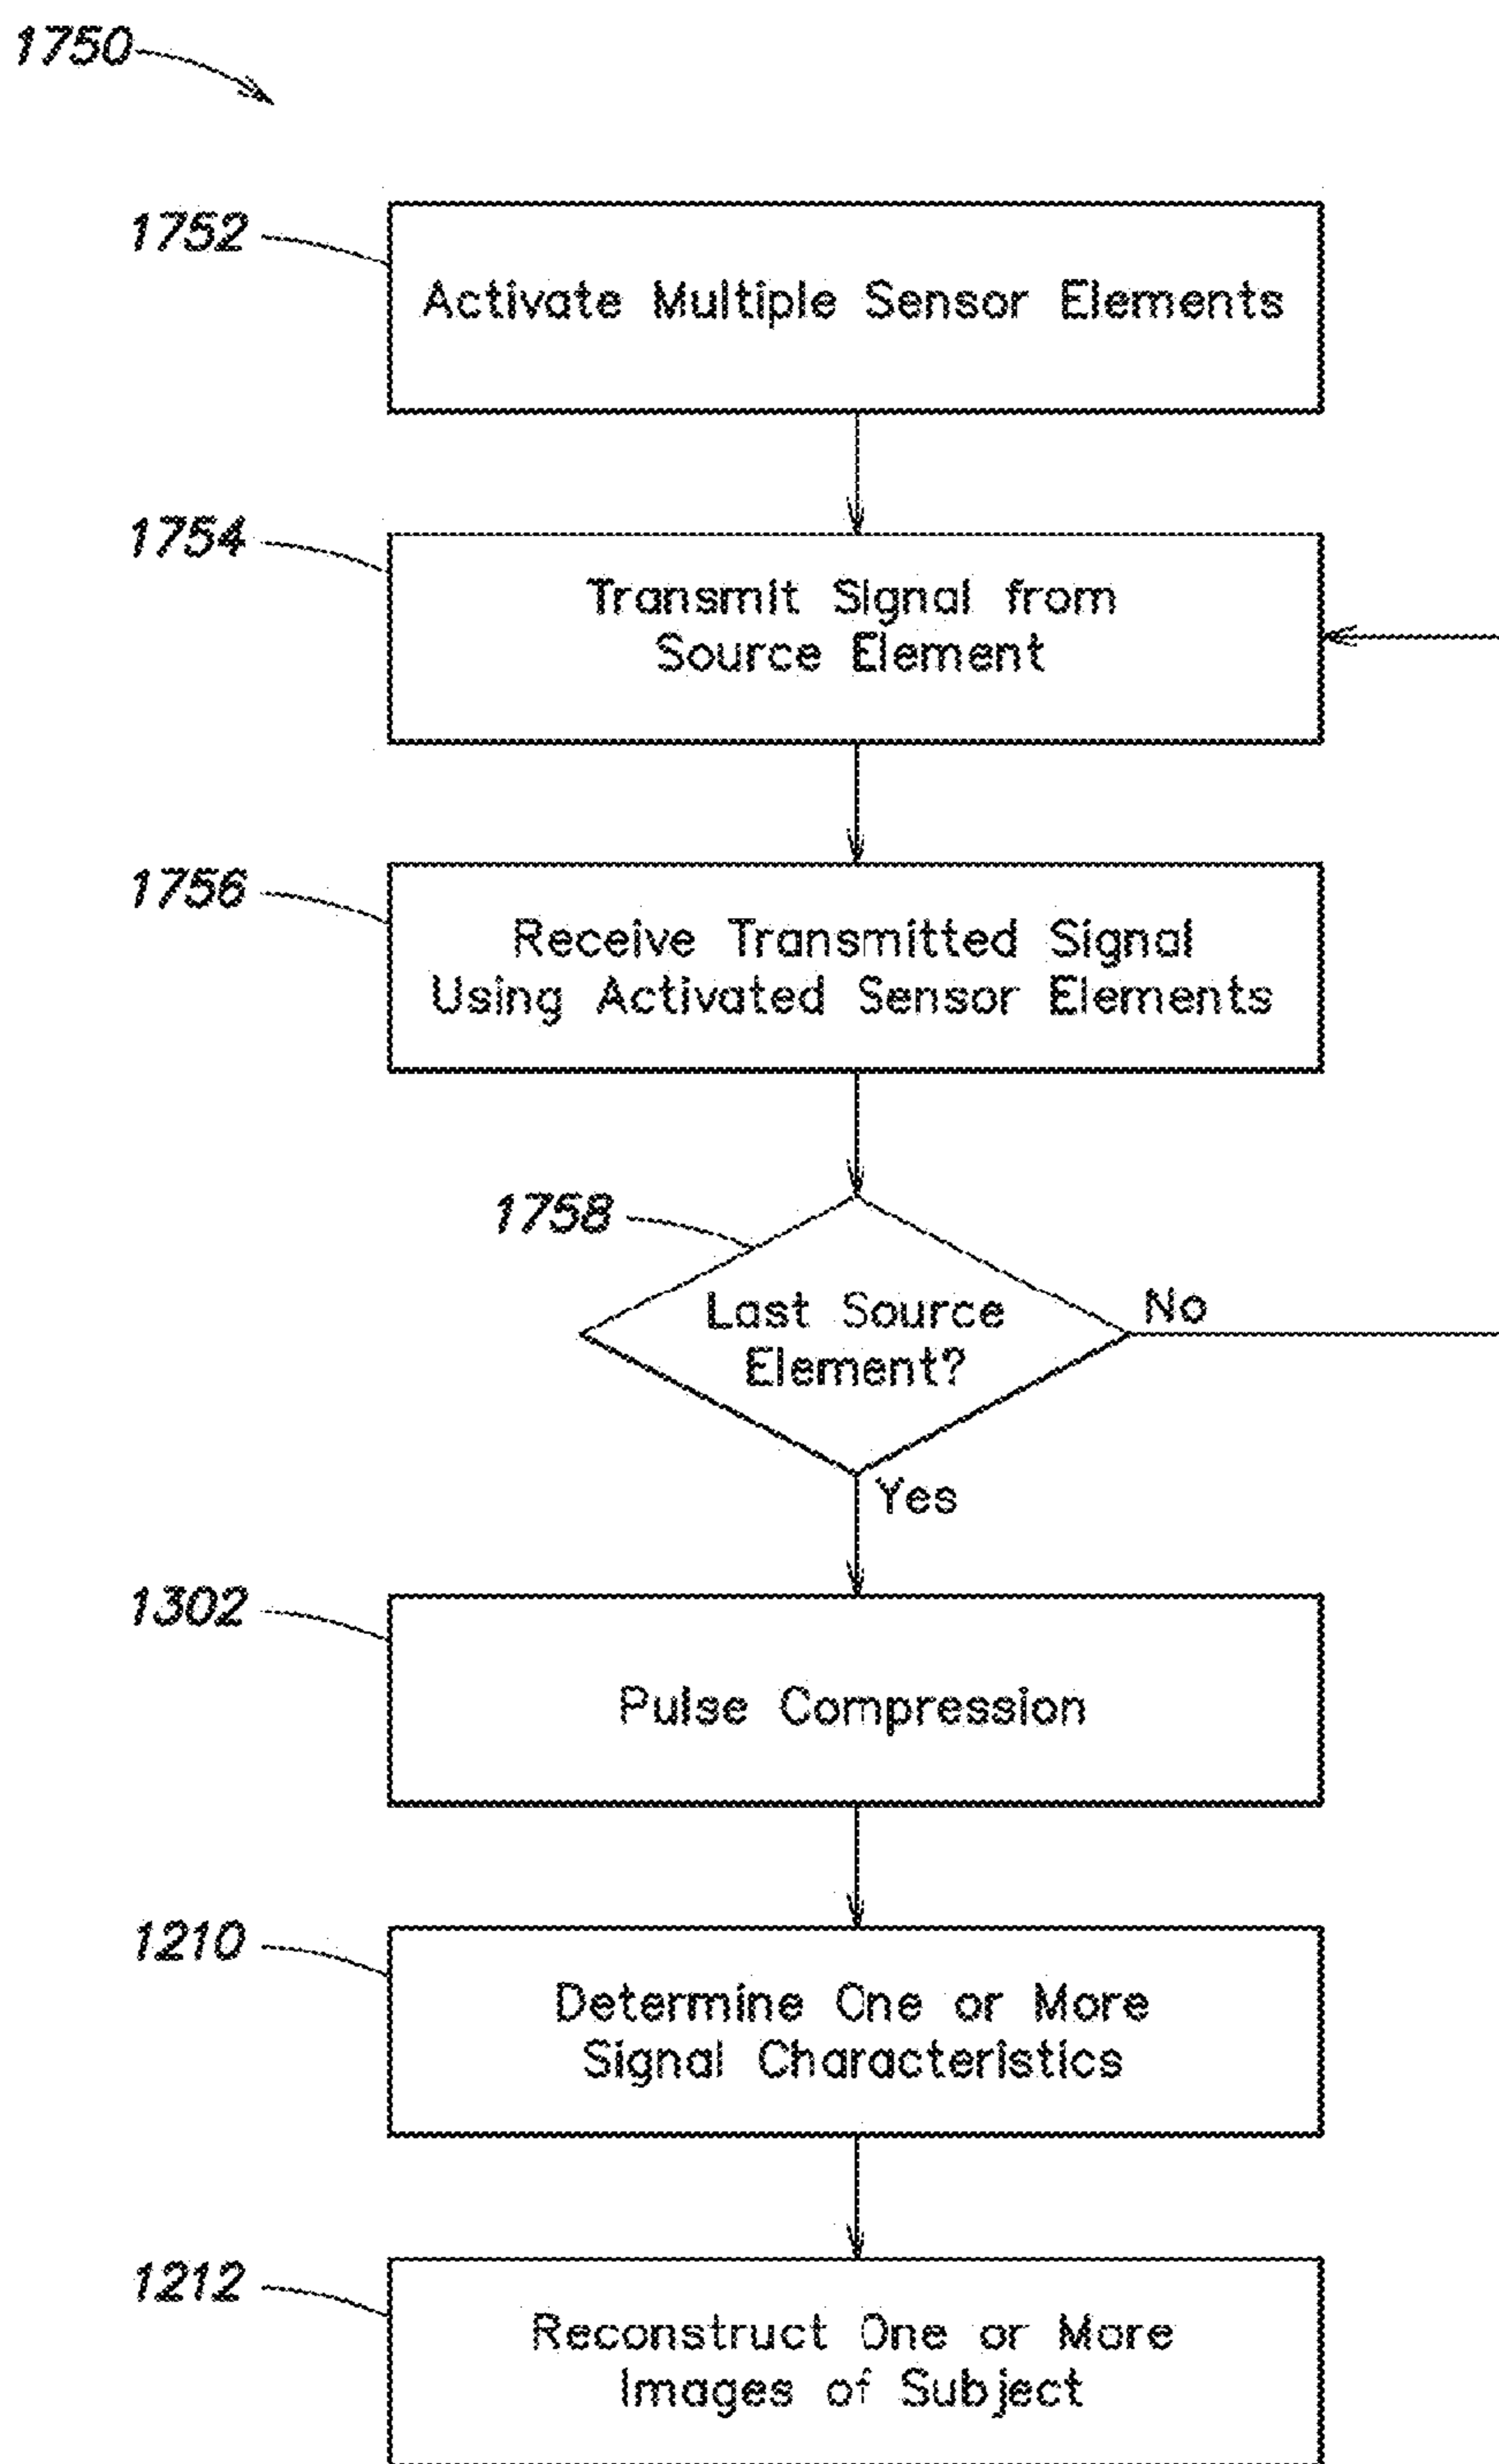 1750
1752
Activate Multiple Sensor Elements
1754
Transmit Signal from
Source Element
1756
Receive Transmitted Signal
Using Activated Sensor Elements
1758
Last Source
Element?
No
Yes
1302
Pulse Compression
1210
Determine One or More
Signal Characteristics
1212
Reconstruct One or More
Images of Subject